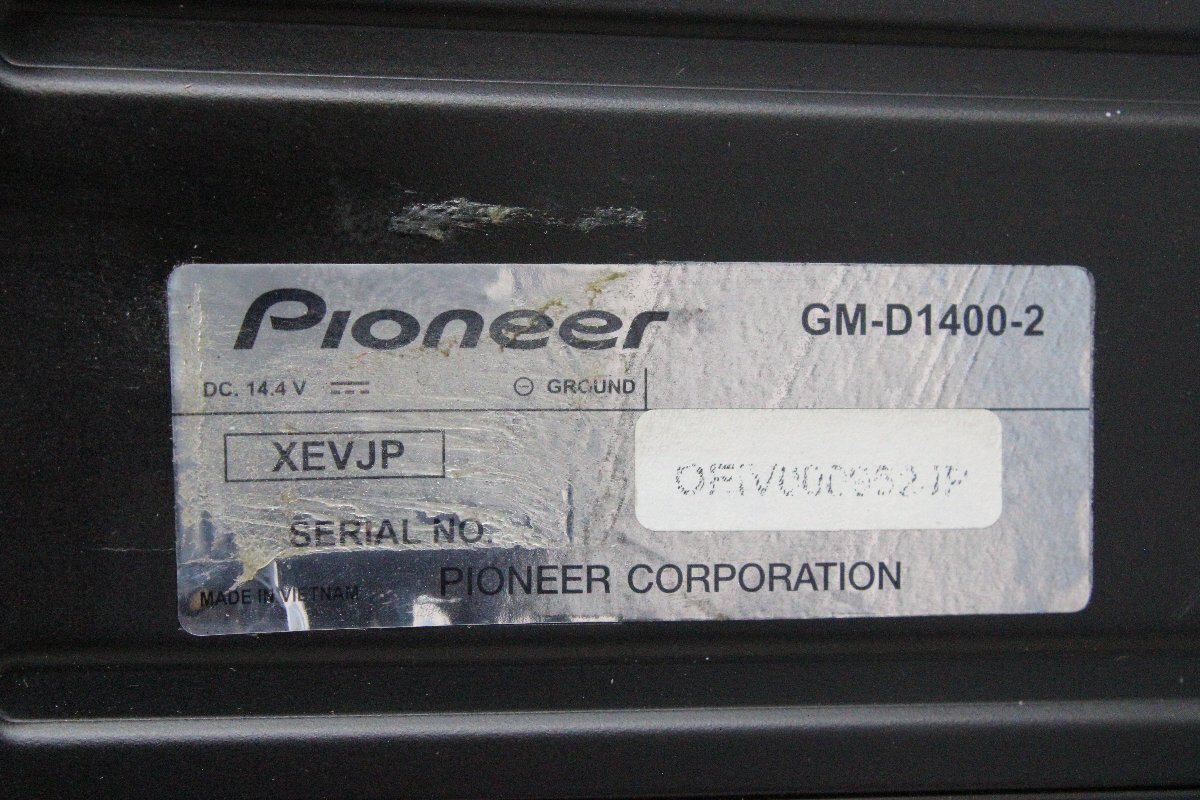 Pioneer
GM-D1400-2
DC. 14.4 V ⎓
⊖ GROUND
XEVJP
SERIAL NO.
PIONEER CORPORATION
MADE IN VIETNAM